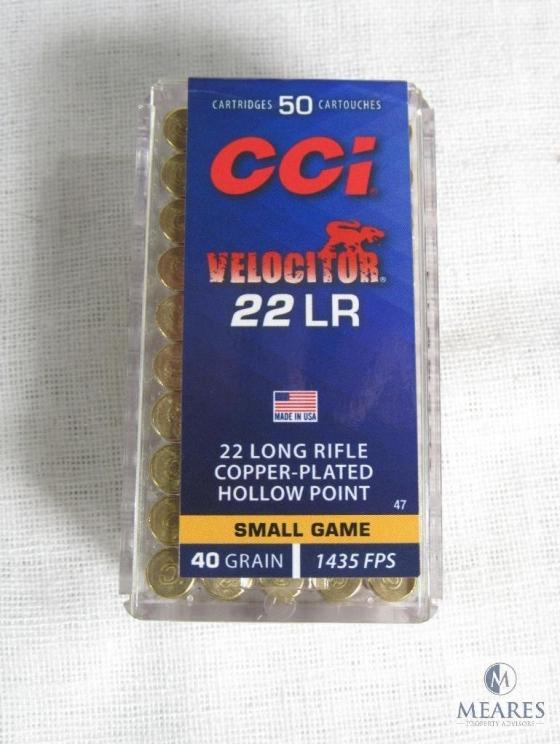 CARTRIDGES 50 CARTOUCHES
CCI
VELOCITOR®
22 LR
MADE IN USA
22 LONG RIFLE
COPPER-PLATED
HOLLOW POINT
47
SMALL GAME
40 GRAIN | 1435 FPS
M
MEARES
PROPERTY ADVISORS